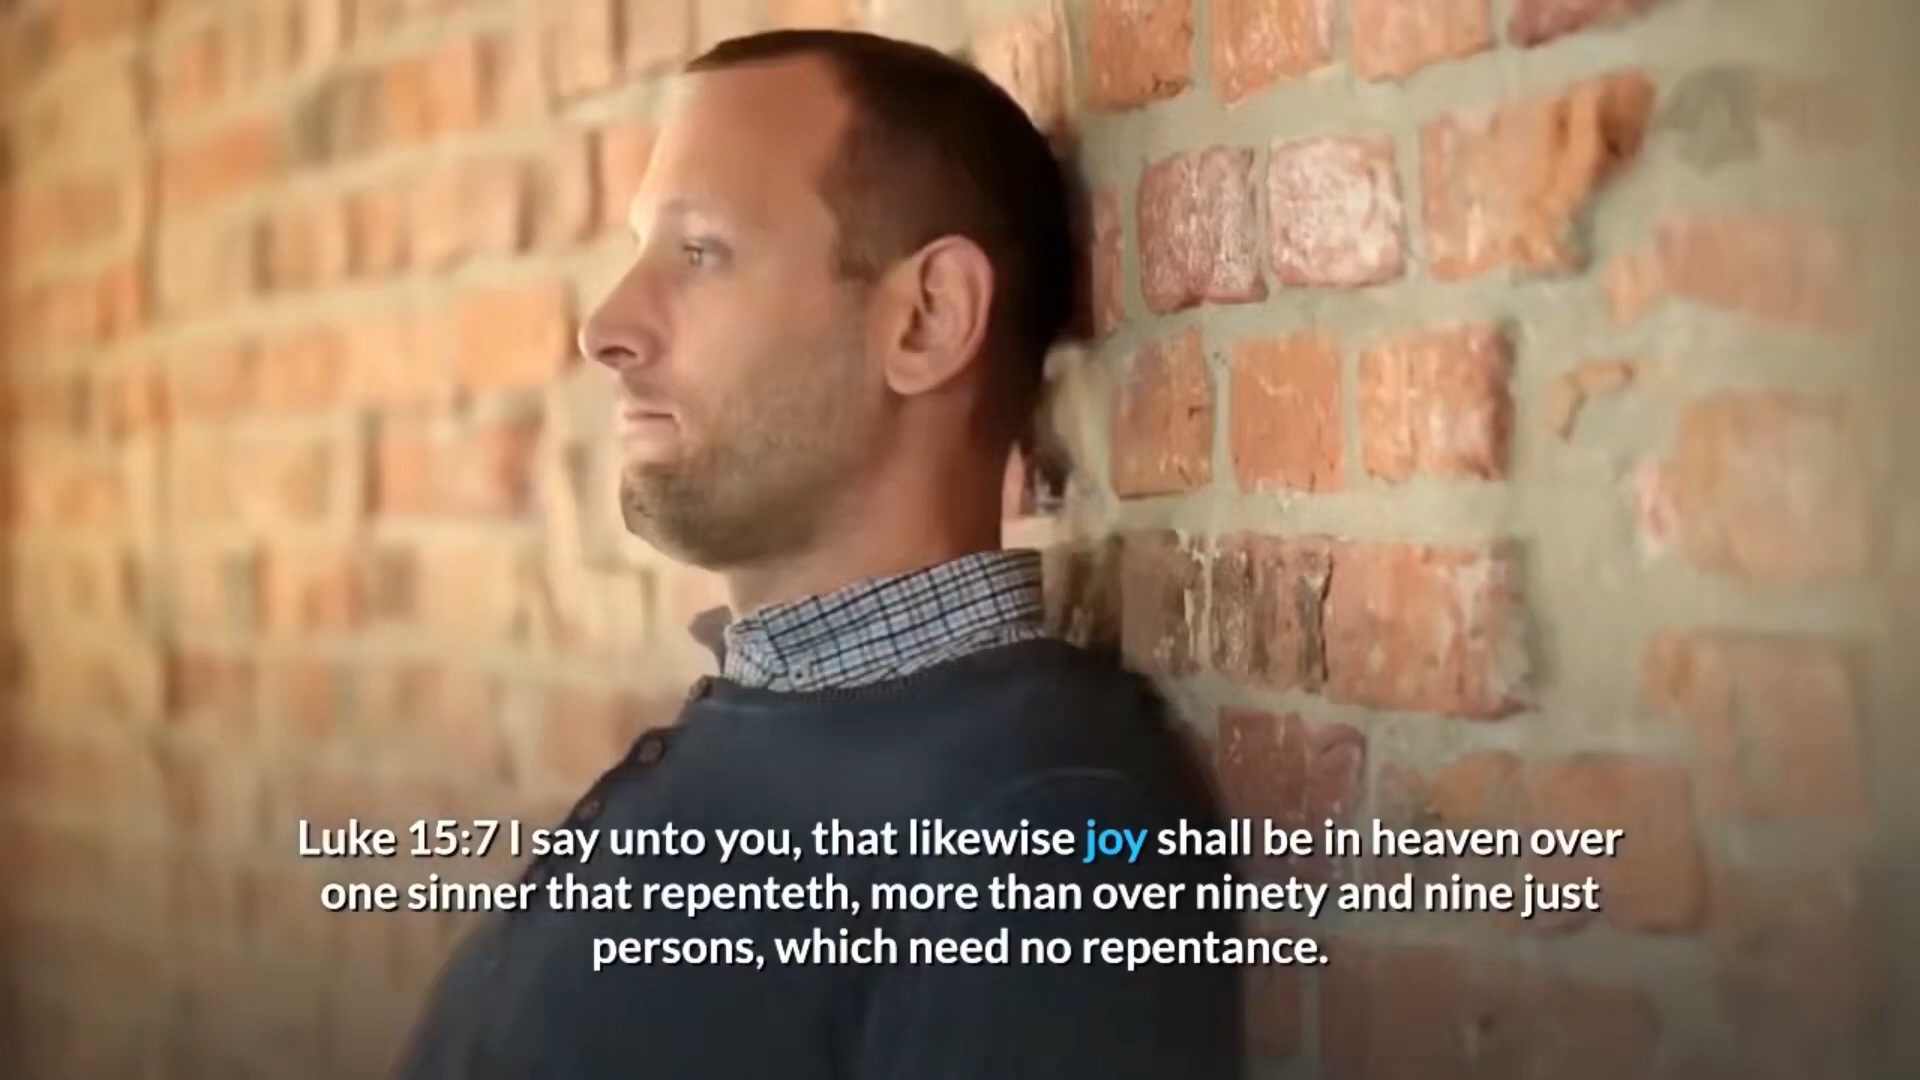 Luke 15:7 I say unto you, that likewise joy shall be in heaven over
one sinner that repenteth, more than over ninety and nine just
persons, which need no repentance.